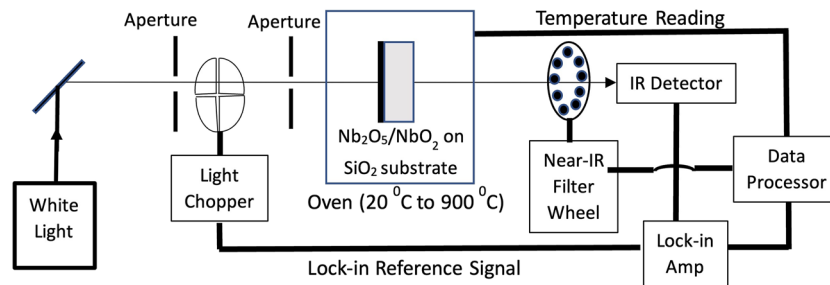 Aperture
Aperture
Temperature Reading
IR Detector
Nb₂O₅/NbO₂ on
SiO₂ substrate
Oven (20 ⁰C to 900 ⁰C)
White
Light
Light
Chopper
Near-IR
Filter
Wheel
Data
Processor
Lock-in
Amp
Lock-in Reference Signal